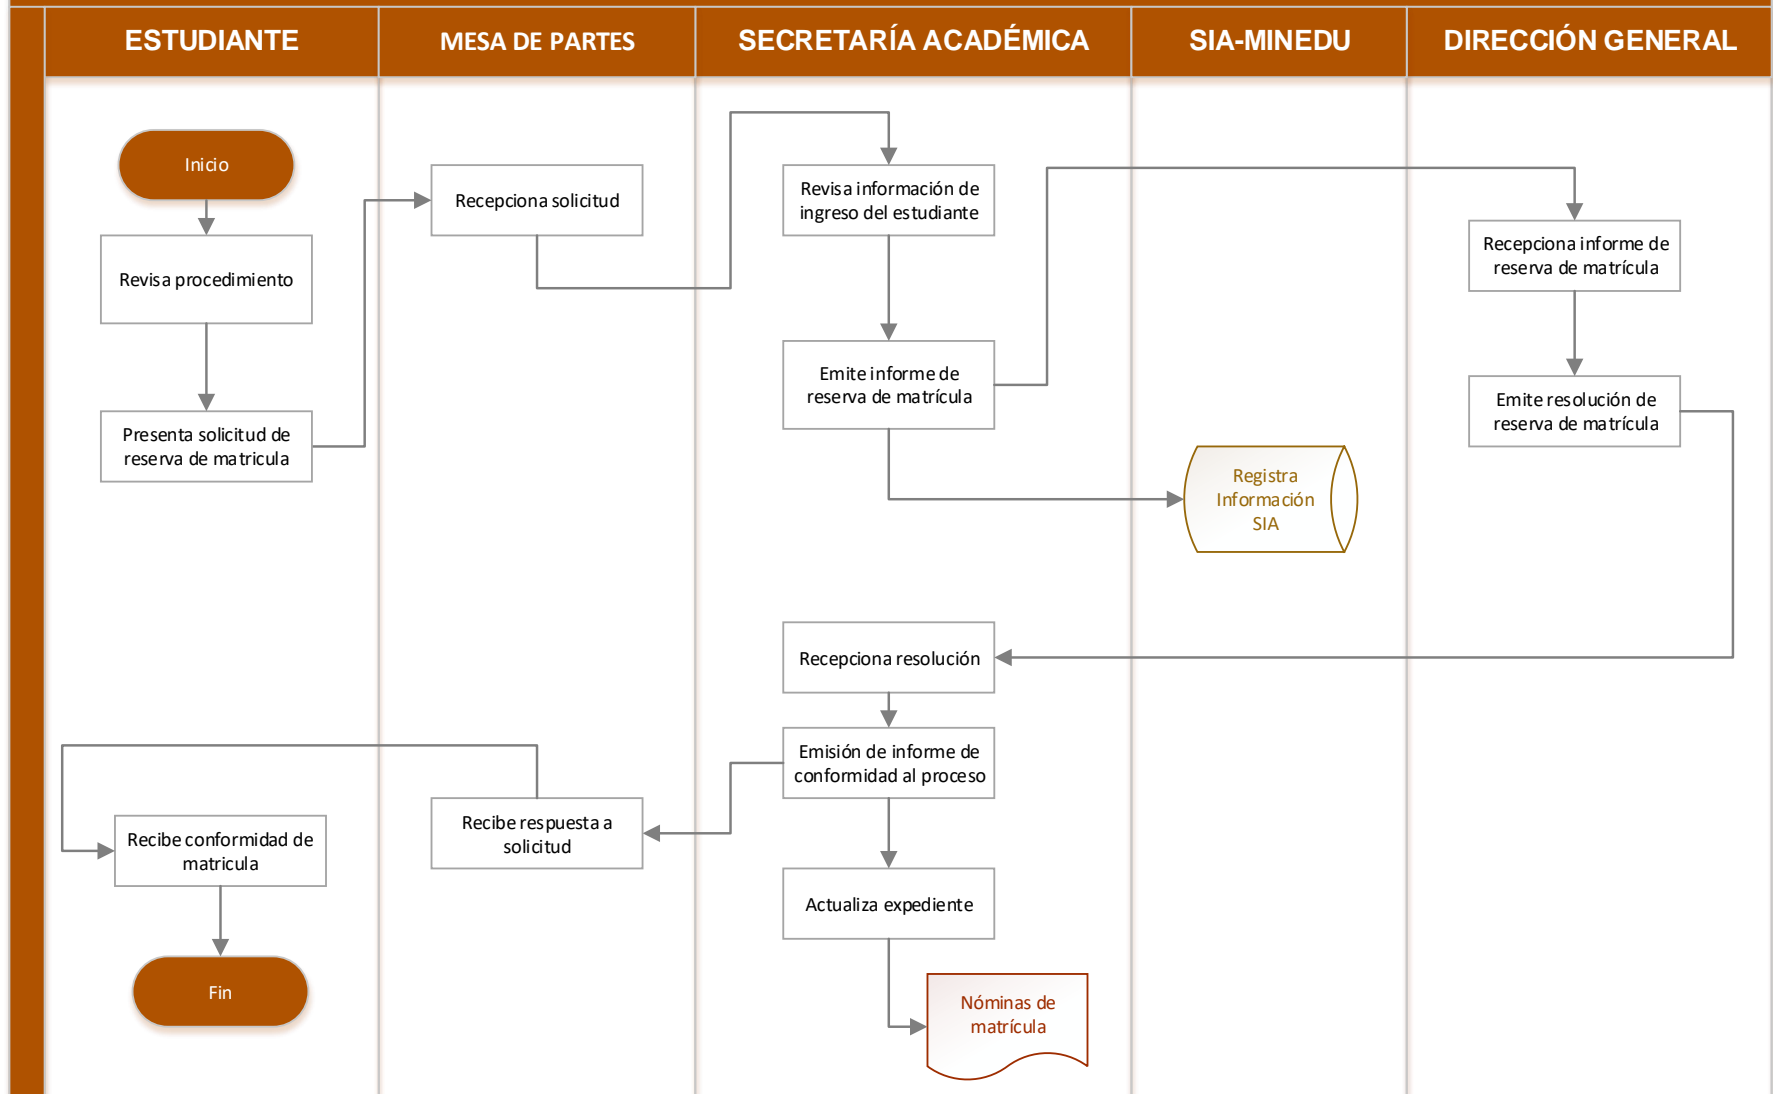 ESTUDIANTE
MESA DE PARTES
SECRETARÍA ACADÉMICA
SIA-MINEDU
DIRECCIÓN GENERAL
Inicio
Revisa procedimiento
Presenta solicitud de
reserva de matricula
Recepciona solicitud
Revisa información de
ingreso del estudiante
Emite informe de
reserva de matrícula
Registra
Información
SIA
Recepciona informe de
reserva de matrícula
Emite resolución de
reserva de matrícula
Recepciona resolución
Emisión de informe de
conformidad al proceso
Recibe respuesta a
solicitud
Recibe conformidad de
matricula
Fin
Actualiza expediente
Nóminas de
matrícula